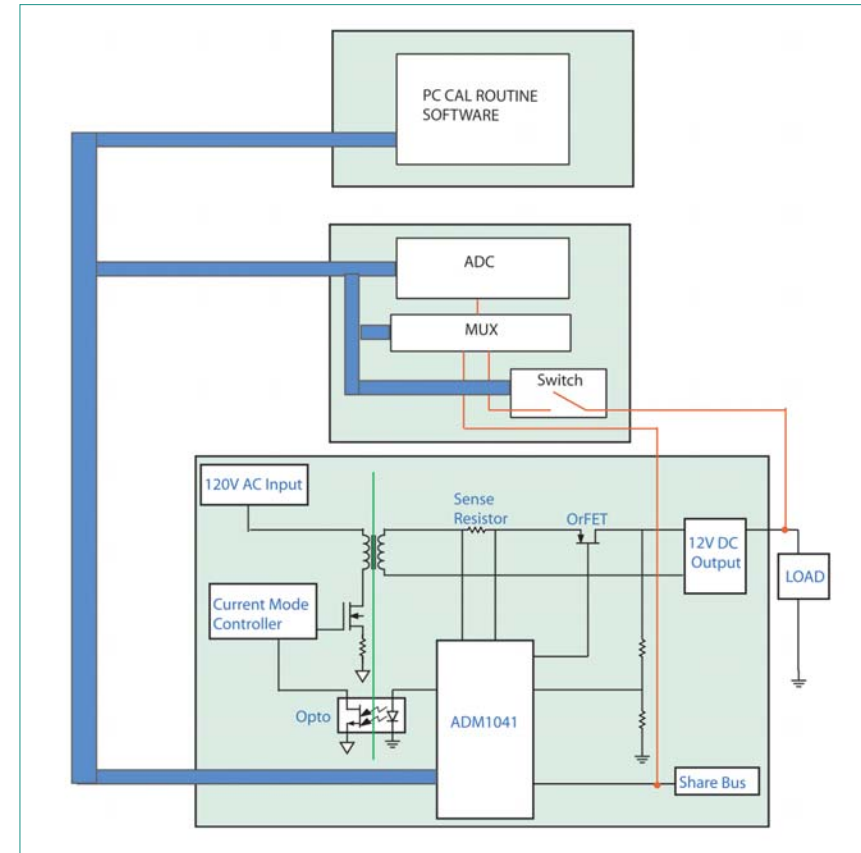 PC CAL ROUTINE
SOFTWARE
ADC
MUX
Switch
120V AC Input
Sense
Resistor
OrFET
12V DC
Output
LOAD
Current Mode
Controller
Opto
ADM1041
Share Bus